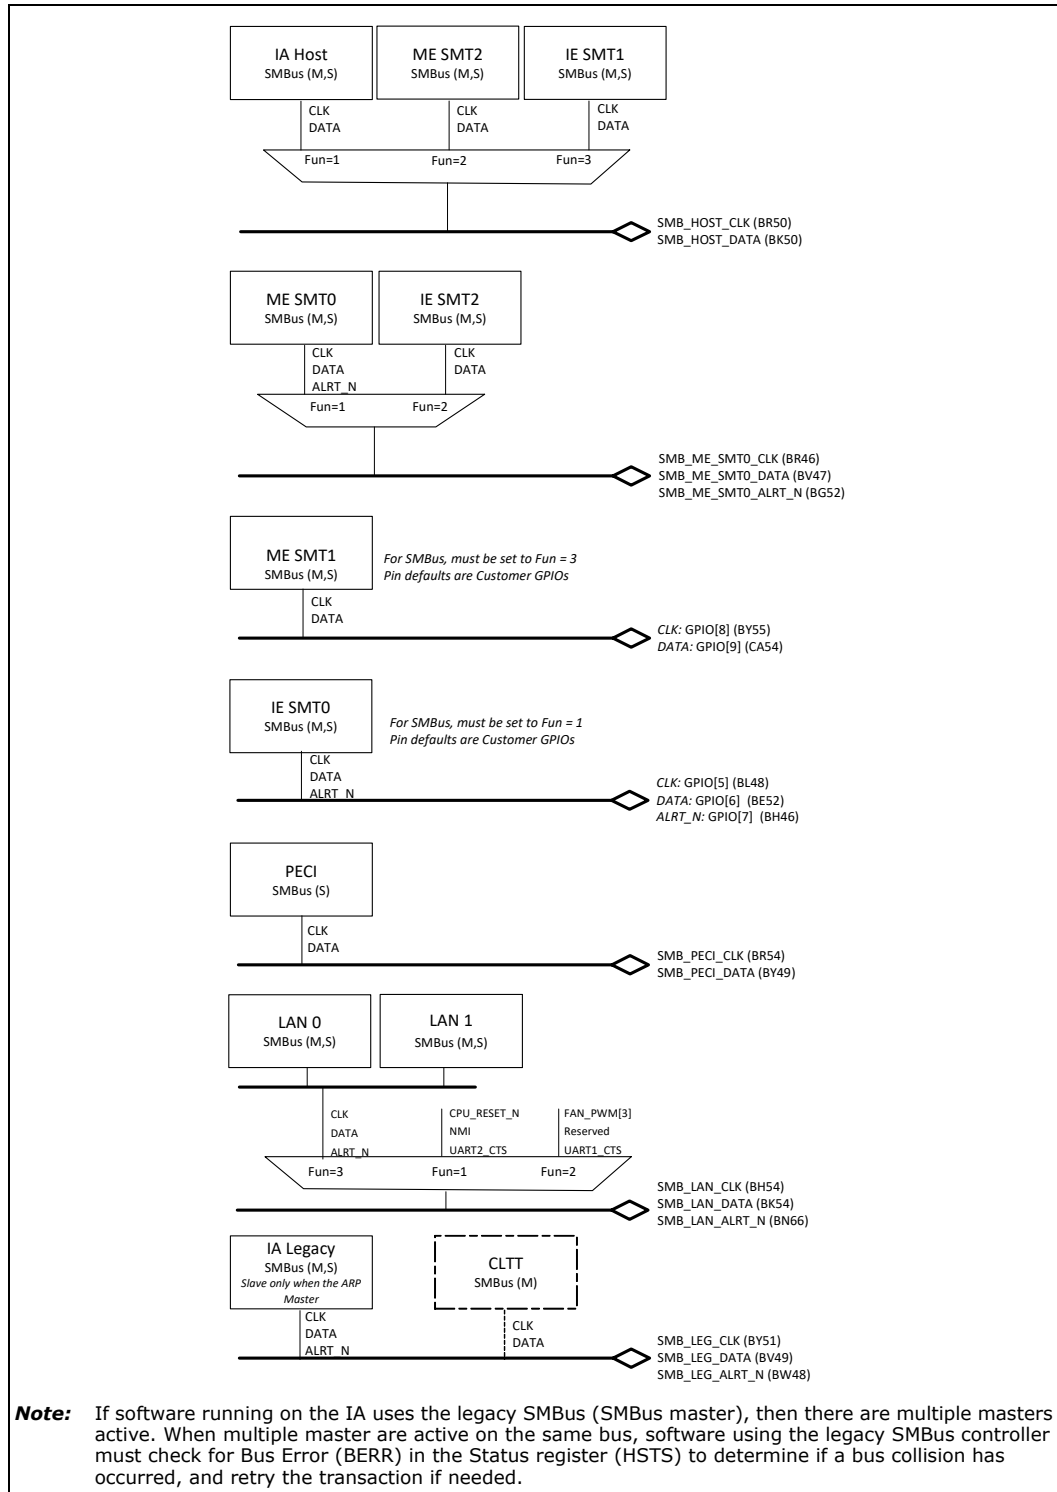 IA Host
SMBus (M,S)
ME SMT2
SMBus (M,S)
IE SMT1
SMBus (M,S)
CLK
DATA
CLK
DATA
CLK
DATA
Fun=1
Fun=2
Fun=3
SMB_HOST_CLK (BR50)
SMB_HOST_DATA (BK50)
ME SMT0
SMBus (M,S)
IE SMT2
SMBus (M,S)
CLK
DATA
ALRT_N
CLK
DATA
Fun=1
Fun=2
SMB_ME_SMT0_CLK (BR46)
SMB_ME_SMT0_DATA (BV47)
SMB_ME_SMT0_ALRT_N (BG52)
ME SMT1
SMBus (M,S)
For SMBus, must be set to Fun = 3
Pin defaults are Customer GPIOs
CLK
DATA
CLK: GPIO[8] (BY55)
DATA: GPIO[9] (CA54)
IE SMT0
SMBus (M,S)
For SMBus, must be set to Fun = 1
Pin defaults are Customer GPIOs
CLK
DATA
ALRT_N
CLK: GPIO[5] (BL48)
DATA: GPIO[6] (BE52)
ALRT_N: GPIO[7] (BH46)
PECI
SMBus (S)
CLK
DATA
SMB_PECI_CLK (BR54)
SMB_PECI_DATA (BY49)
LAN 0
SMBus (M,S)
LAN 1
SMBus (M,S)
CLK
DATA
ALRT_N
CPU_RESET_N
NMI
UART2_CTS
FAN_PWM[3]
Reserved
UART1_CTS
Fun=3
Fun=1
Fun=2
SMB_LAN_CLK (BH54)
SMB_LAN_DATA (BK54)
SMB_LAN_ALRT_N (BN66)
IA Legacy
SMBus (M,S)
Slave only when the ARP
Master
CLTT
SMBus (M)
CLK
DATA
ALRT_N
CLK
DATA
SMB_LEG_CLK (BY51)
SMB_LEG_DATA (BV49)
SMB_LEG_ALRT_N (BW48)
Note: If software running on the IA uses the legacy SMBus (SMBus master), then there are multiple masters
active. When multiple master are active on the same bus, software using the legacy SMBus controller
must check for Bus Error (BERR) in the Status register (HSTS) to determine if a bus collision has
occurred, and retry the transaction if needed.